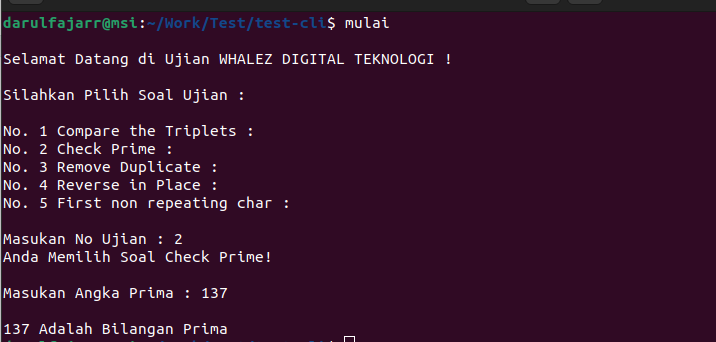 darulfajarr@msi:~/Work/Test/test-cli$ mulai
Selamat Datang di Ujian WHALEZ DIGITAL TEKNOLOGI !
Silahkan Pilih Soal Ujian :
No. 1 Compare the Triplets :
No. 2 Check Prime :
No. 3 Remove Duplicate :
No. 4 Reverse in Place :
No. 5 First non repeating char :
Masukan No Ujian : 2
Anda Memilih Soal Check Prime!
Masukan Angka Prima : 137
137 Adalah Bilangan Prima